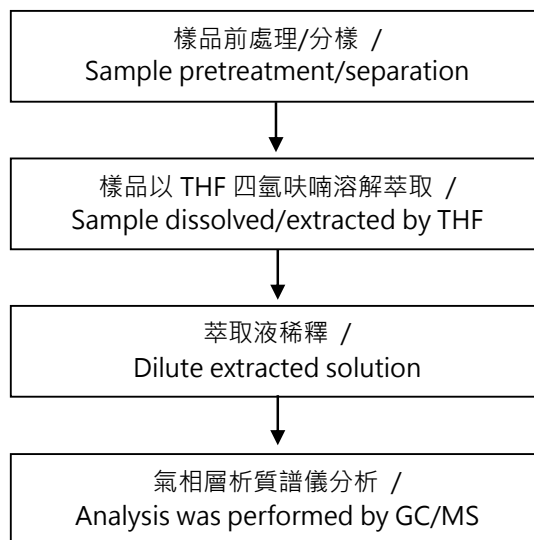 樣品前處理/分樣 /
Sample pretreatment/separation
樣品以 THF 四氫呋喃溶解萃取 /
Sample dissolved/extracted by THF
萃取液稀釋 /
Dilute extracted solution
氣相層析質譜儀分析 /
Analysis was performed by GC/MS